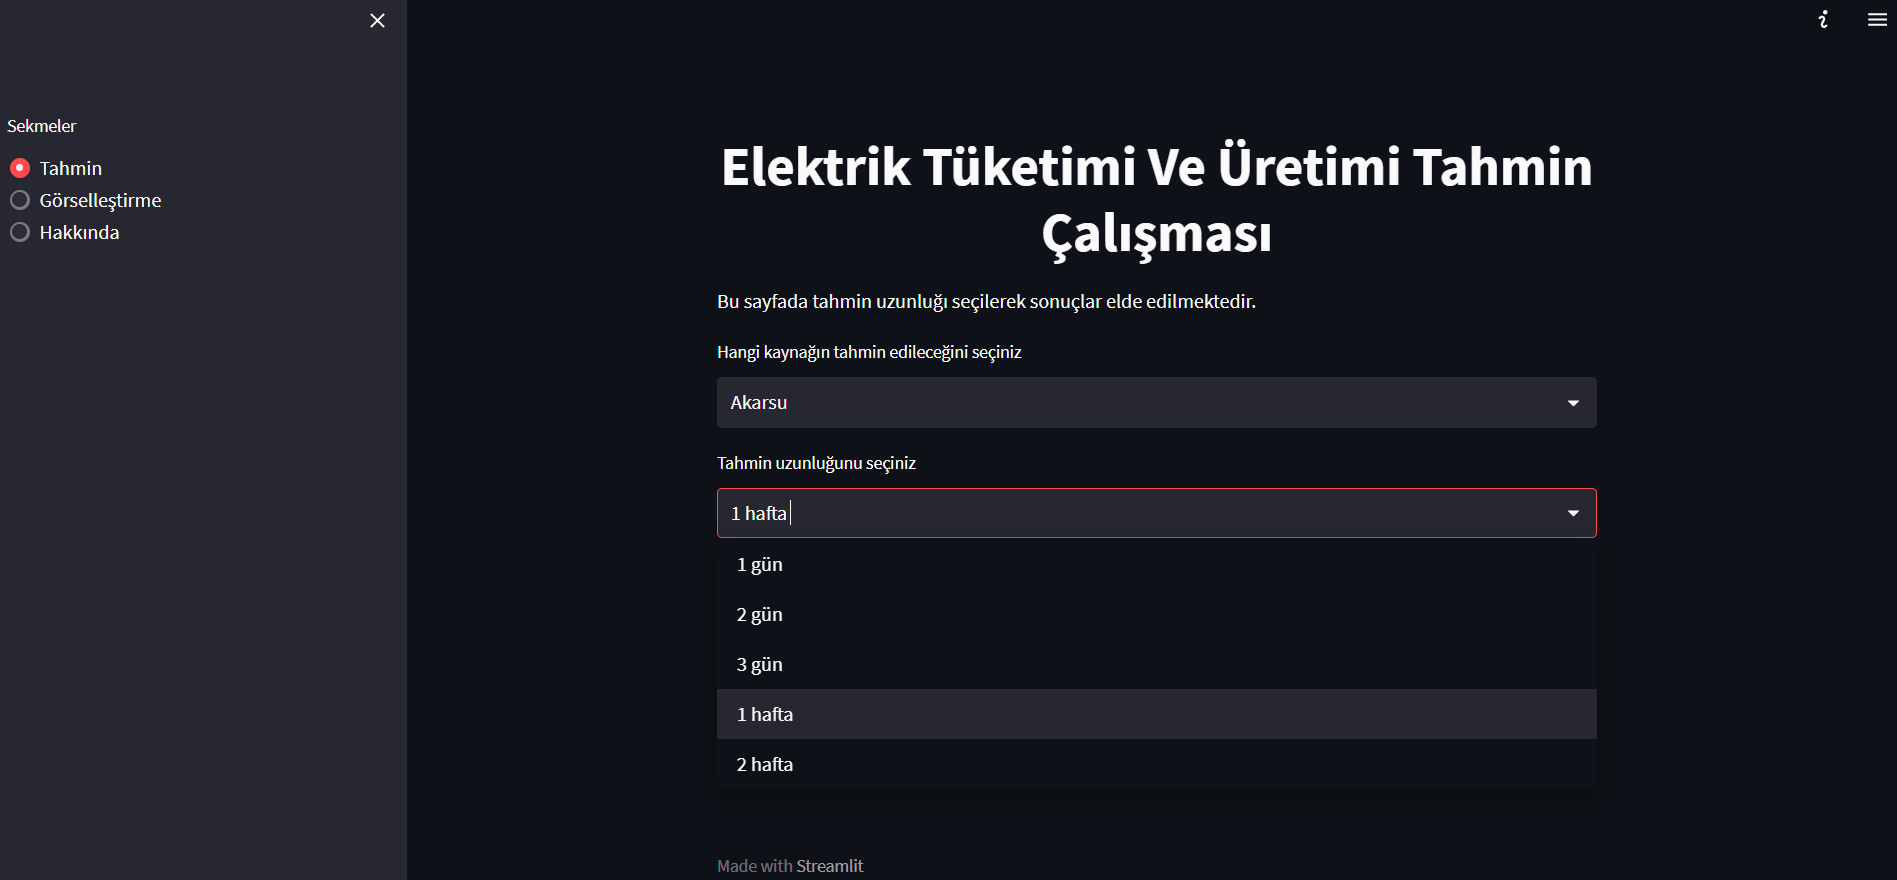 Sekmeler
Tahmin
Görselleştirme
Hakkında
Elektrik Tüketimi Ve Üretimi Tahmin
Çalışması
Bu sayfada tahmin uzunluğı seçilerek sonuçlar elde edilmektedir.
Hangi kaynağın tahmin edileceğini seçiniz
Akarsu
Tahmin uzunluğunu seçiniz
1 hafta
1 gün
2 gün
3 gün
1 hafta
2 hafta
Made with Streamlit